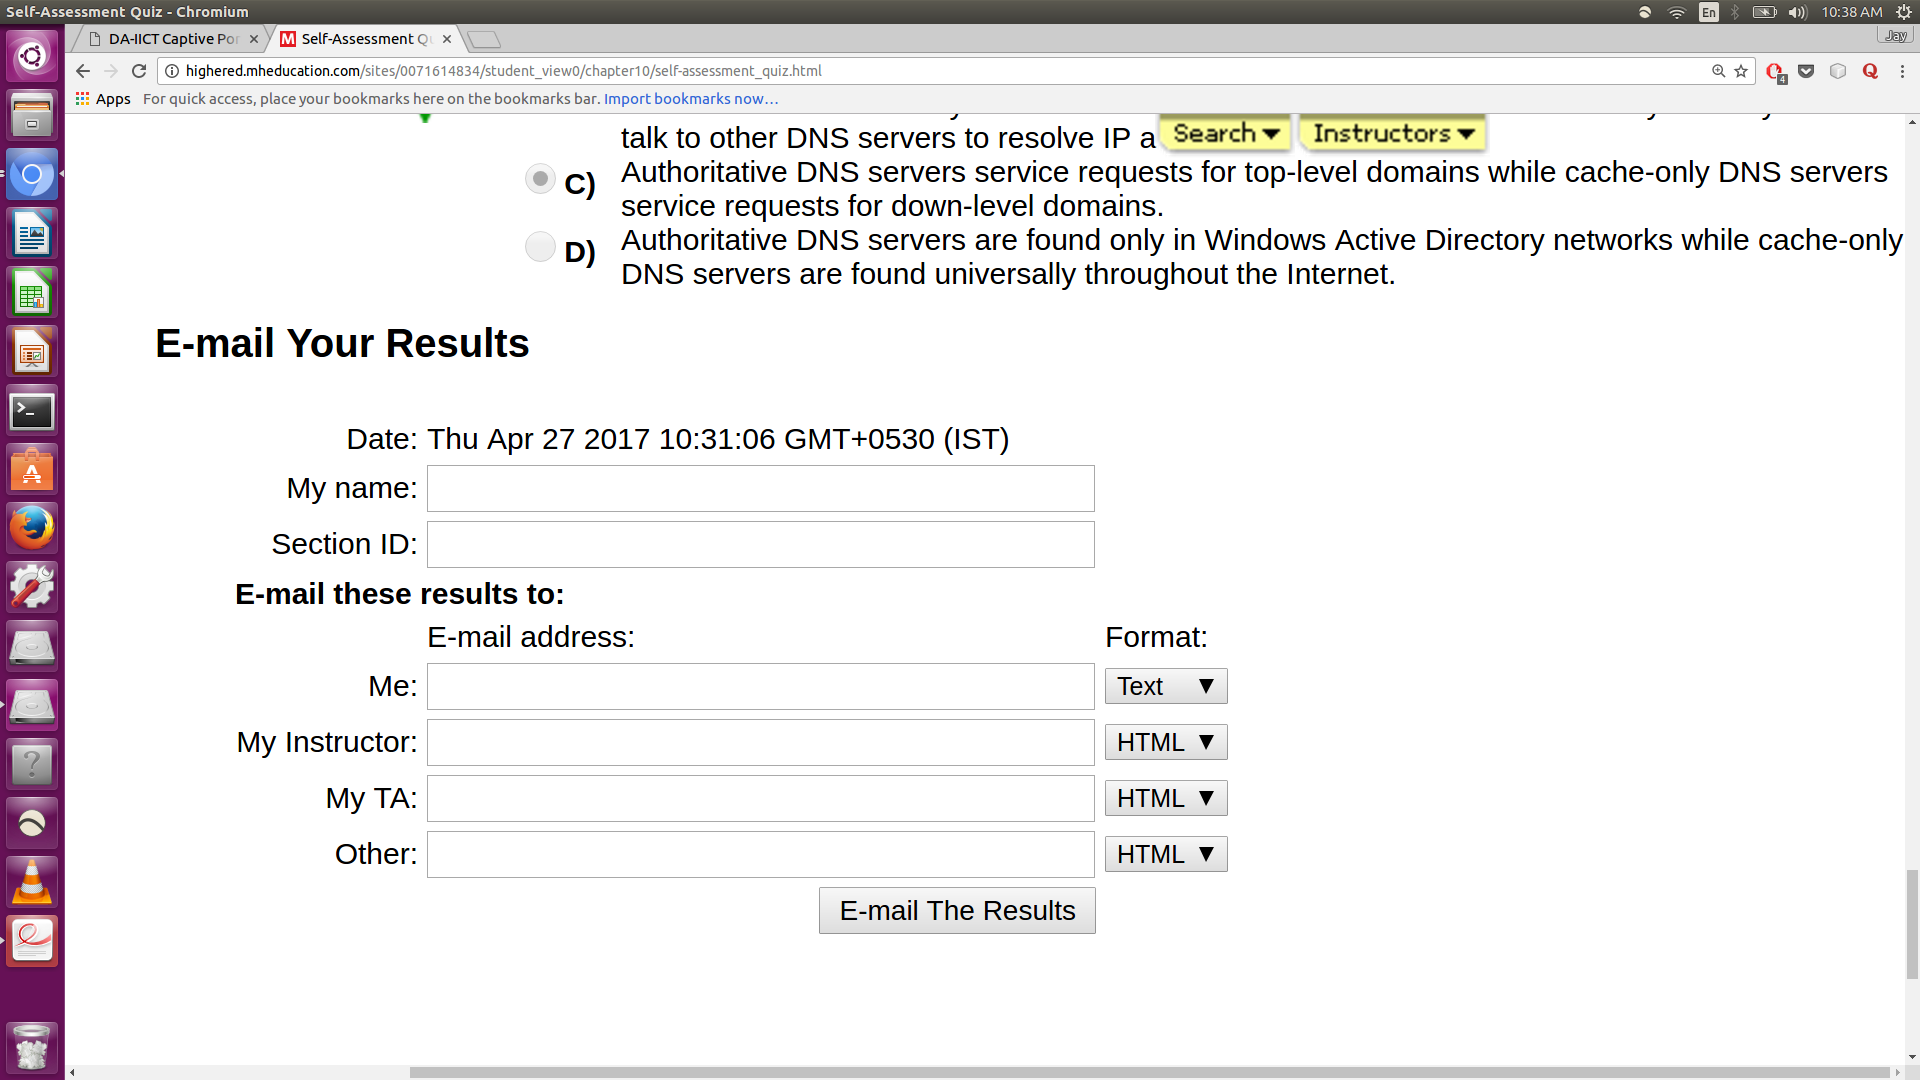 Self-Assessment Quiz - Chromium
En
10:38 AM
DA-IICT Captive Por
Self-Assessment Q
Jay
highered.mheducation.com/sites/0071614834/student_view0/chapter10/self-assessment_quiz.html
4
Apps For quick access, place your bookmarks here on the bookmarks bar. Import bookmarks now...
talk to other DNS servers to resolve IP a
Search ▼ Instructors ▼
C) Authoritative DNS servers service requests for top-level domains while cache-only DNS servers
service requests for down-level domains.
D) Authoritative DNS servers are found only in Windows Active Directory networks while cache-only
DNS servers are found universally throughout the Internet.
E-mail Your Results
Date: Thu Apr 27 2017 10:31:06 GMT+0530 (IST)
My name:
Section ID:
E-mail these results to:
E-mail address: Format:
Me: Text ▼
My Instructor: HTML ▼
My TA: HTML ▼
Other: HTML ▼
E-mail The Results